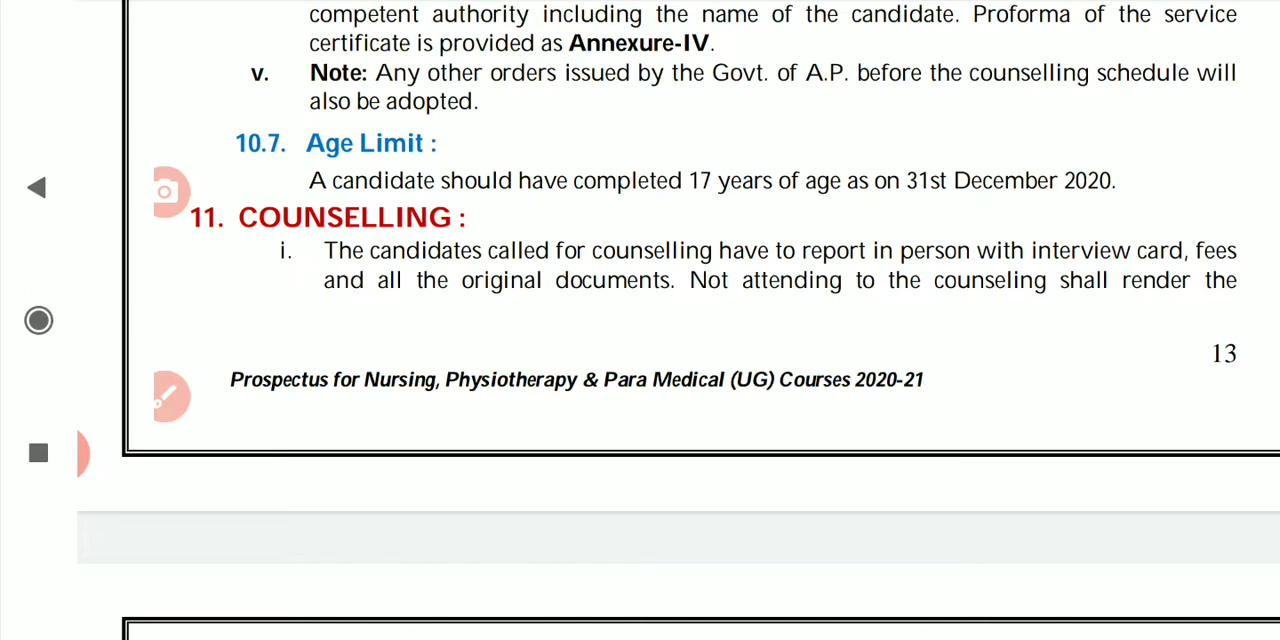 competent authority including the name of the candidate. Proforma of the service
certificate is provided as Annexure-IV.
v. Note: Any other orders issued by the Govt. of A.P. before the counselling schedule will
also be adopted.
10.7. Age Limit :
A candidate should have completed 17 years of age as on 31st December 2020.
11. COUNSELLING :
i. The candidates called for counselling have to report in person with interview card, fees
and all the original documents. Not attending to the counseling shall render the
13
Prospectus for Nursing, Physiotherapy & Para Medical (UG) Courses 2020-21